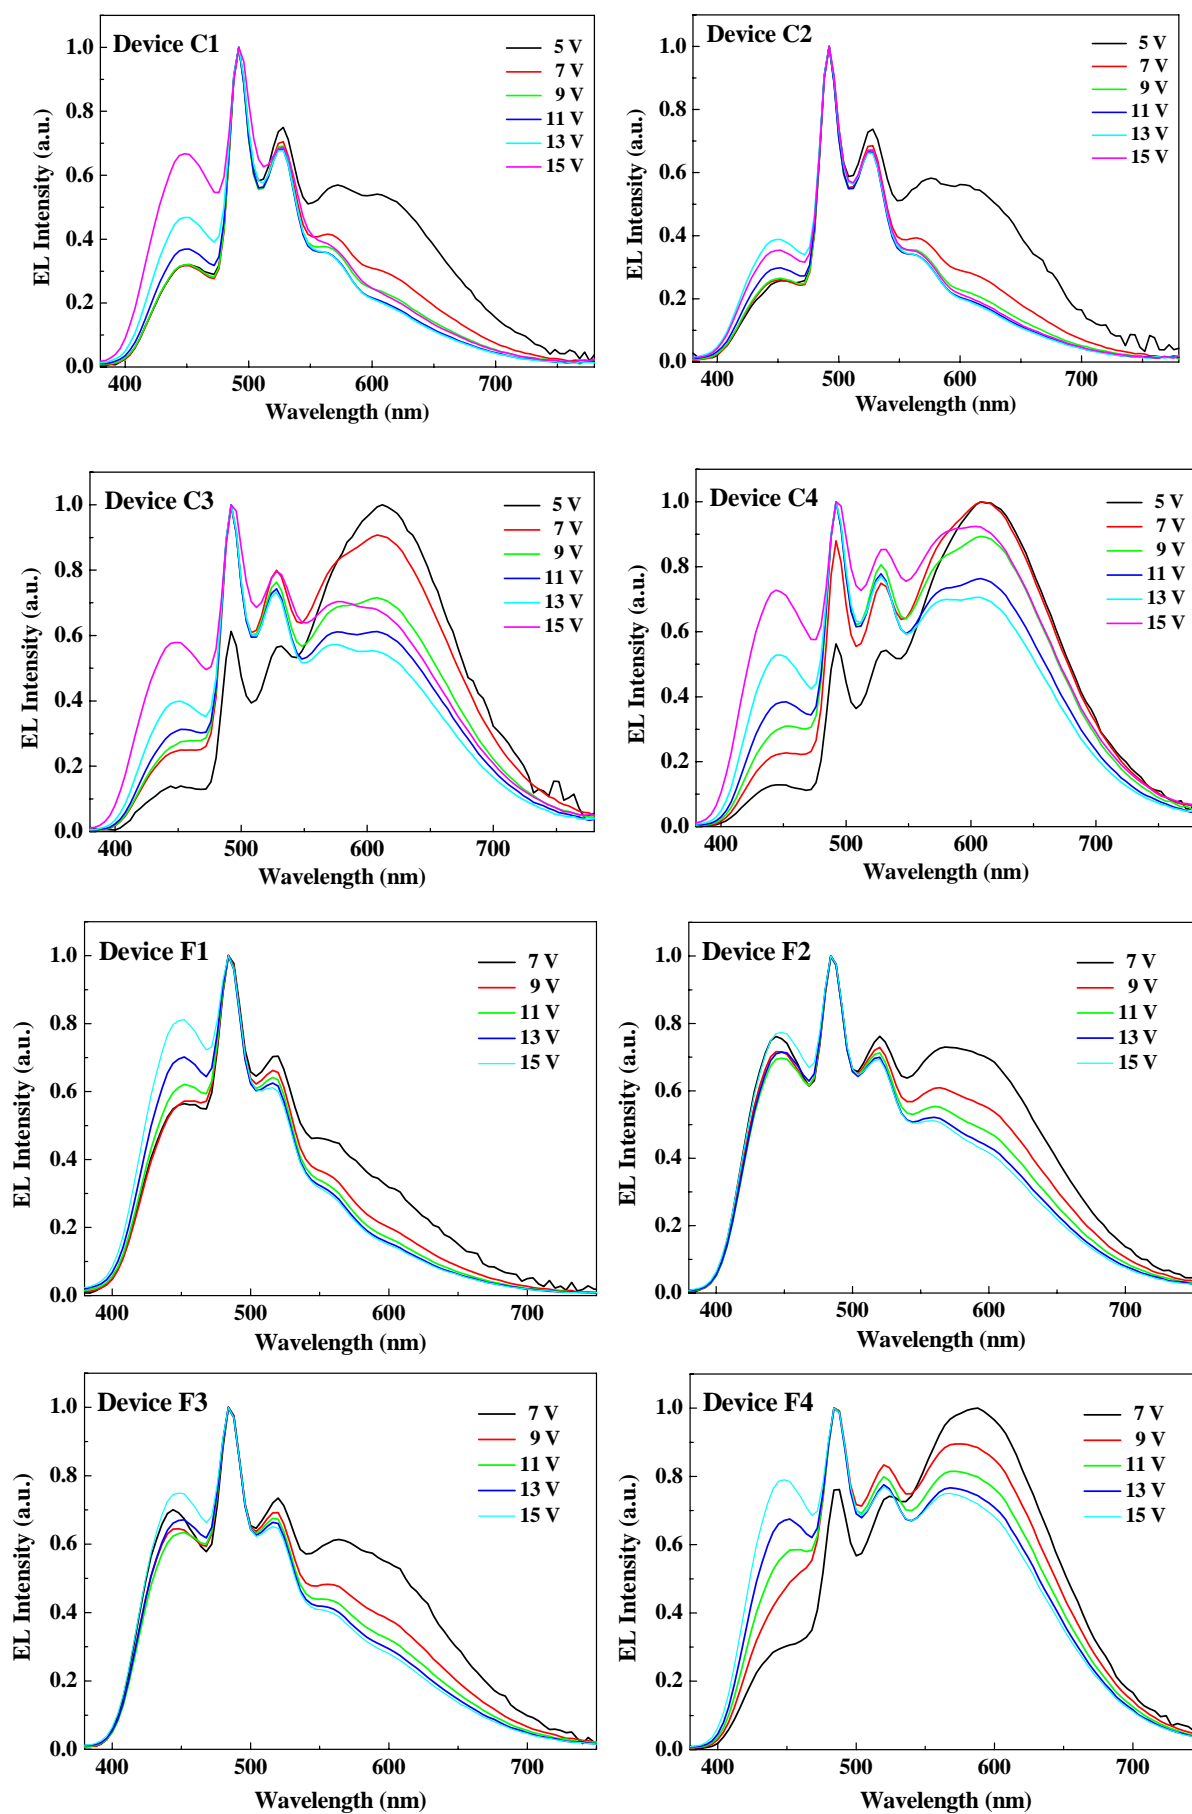 Device C1
5 V
7 V
9 V
11 V
13 V
15 V
1.0
0.8
0.6
0.4
0.2
0.0
EL Intensity (a.u.)
400 500 600 700
Wavelength (nm)
Device C2
5 V
7 V
9 V
11 V
13 V
15 V
1.0
0.8
0.6
0.4
0.2
0.0
EL Intensity (a.u.)
400 500 600 700
Wavelength (nm)
Device C3
5 V
7 V
9 V
11 V
13 V
15 V
1.0
0.8
0.6
0.4
0.2
0.0
EL Intensity (a.u.)
400 500 600 700
Wavelength (nm)
Device C4
5 V
7 V
9 V
11 V
13 V
15 V
1.0
0.8
0.6
0.4
0.2
0.0
EL Intensity (a.u.)
400 500 600 700
Wavelength (nm)
Device F1
7 V
9 V
11 V
13 V
15 V
1.0
0.8
0.6
0.4
0.2
0.0
EL Intensity (a.u.)
400 500 600 700
Wavelength (nm)
Device F2
7 V
9 V
11 V
13 V
15 V
1.0
0.8
0.6
0.4
0.2
0.0
EL Intensity (a.u.)
400 500 600 700
Wavelength (nm)
Device F3
7 V
9 V
11 V
13 V
15 V
1.0
0.8
0.6
0.4
0.2
0.0
EL Intensity (a.u.)
400 500 600 700
Wavelength (nm)
Device F4
7 V
9 V
11 V
13 V
15 V
1.0
0.8
0.6
0.4
0.2
0.0
EL Intensity (a.u.)
400 500 600 700
Wavelength (nm)